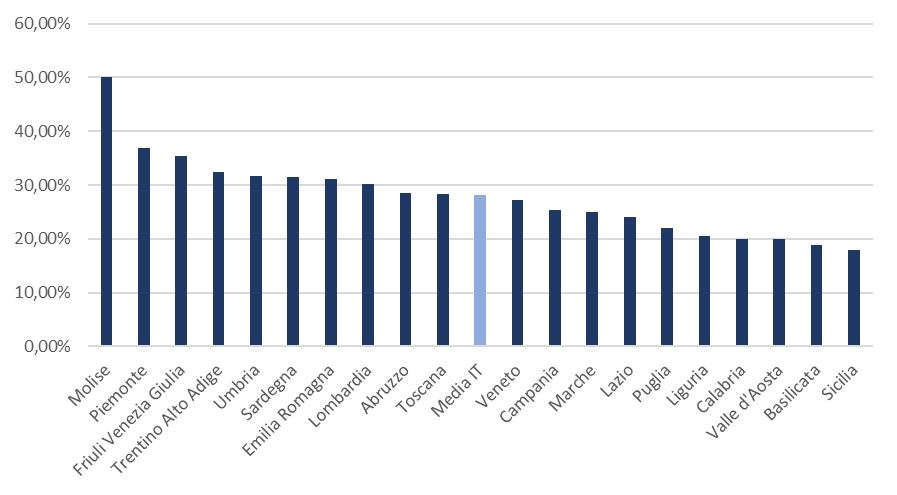 60,00%
50,00%
40,00%
30,00%
20,00%
10,00%
0,00%
Molise
Piemonte
Friuli Venezia Giulia
Trentino Alto Adige
Umbria
Sardegna
Emilia Romagna
Lombardia
Abruzzo
Toscana
Media IT
Veneto
Campania
Marche
Lazio
Puglia
Liguria
Calabria
Valle d'Aosta
Basilicata
Sicilia